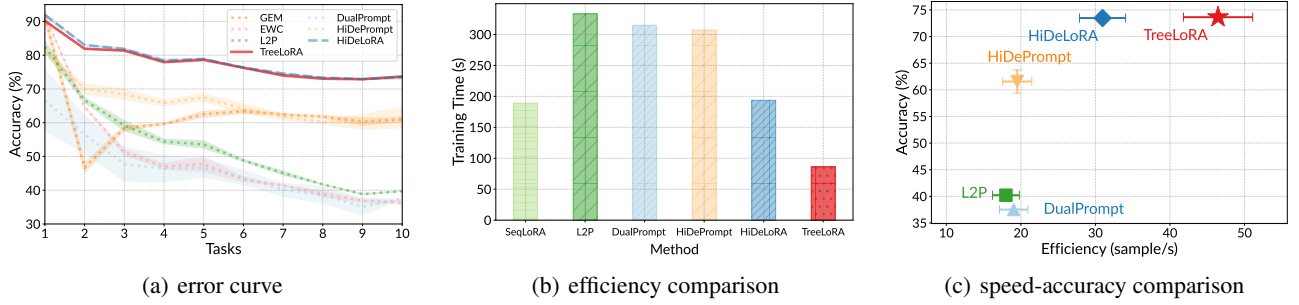 90
80
70
60
50
40
30
Accuracy (%)
1 2 3 4 5 6 7 8 9 10
Tasks
GEM
EWC
L2P
TreeLoRA
DualPrompt
HiDePrompt
HiDeLoRA
(a) error curve
300
250
200
150
100
50
0
Training Time (s)
SeqLoRA L2P DualPrompt HiDePrompt HiDeLoRA TreeLoRA
Method
(b) efficiency comparison
75
70
65
60
55
50
45
40
35
Accuracy (%)
HiDeLoRA
TreeLoRA
HiDePrompt
L2P
DualPrompt
10 20 30 40 50
Efficiency (sample/s)
(c) speed-accuracy comparison